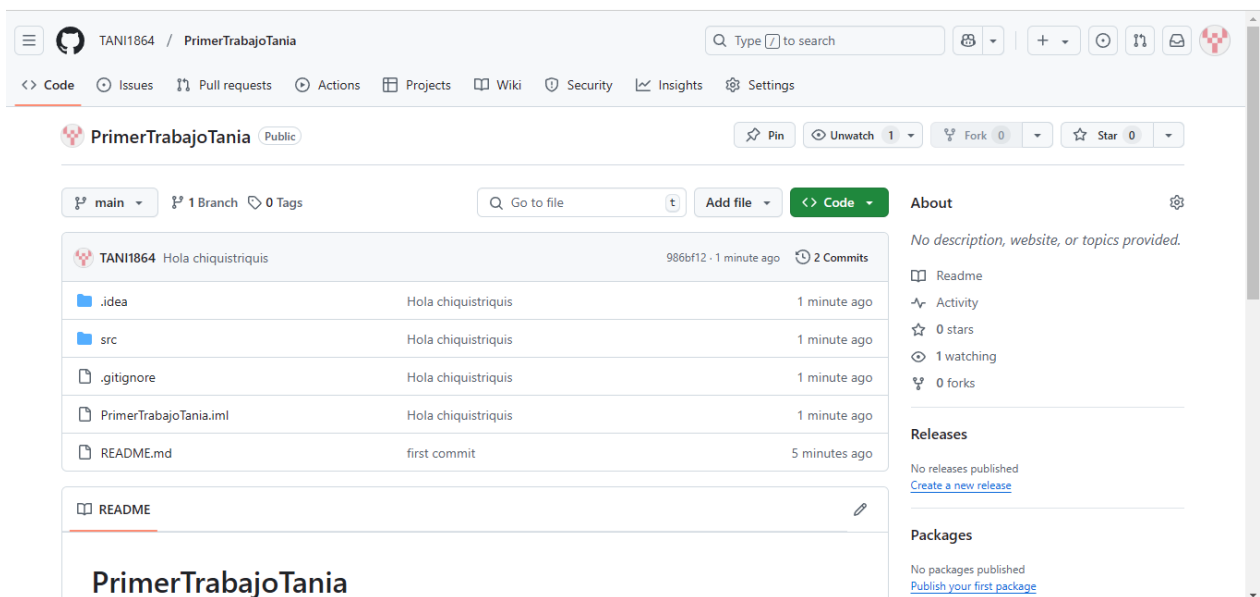 TANI1864 / PrimerTrabajoTania
Type / to search
Code Issues Pull requests Actions Projects Wiki Security Insights Settings
PrimerTrabajoTania Public
Pin Unwatch 1 Fork 0 Star 0
main 1 Branch 0 Tags
Go to file t Add file Code
TANI1864 Hola chiquistriquis 986bf12 · 1 minute ago 2 Commits
.idea Hola chiquistriquis 1 minute ago
src Hola chiquistriquis 1 minute ago
.gitignore Hola chiquistriquis 1 minute ago
PrimerTrabajoTania.iml Hola chiquistriquis 1 minute ago
README.md first commit 5 minutes ago
README
PrimerTrabajoTania
About
No description, website, or topics provided.
Readme
Activity
0 stars
1 watching
0 forks
Releases
No releases published
Create a new release
Packages
No packages published
Publish your first package